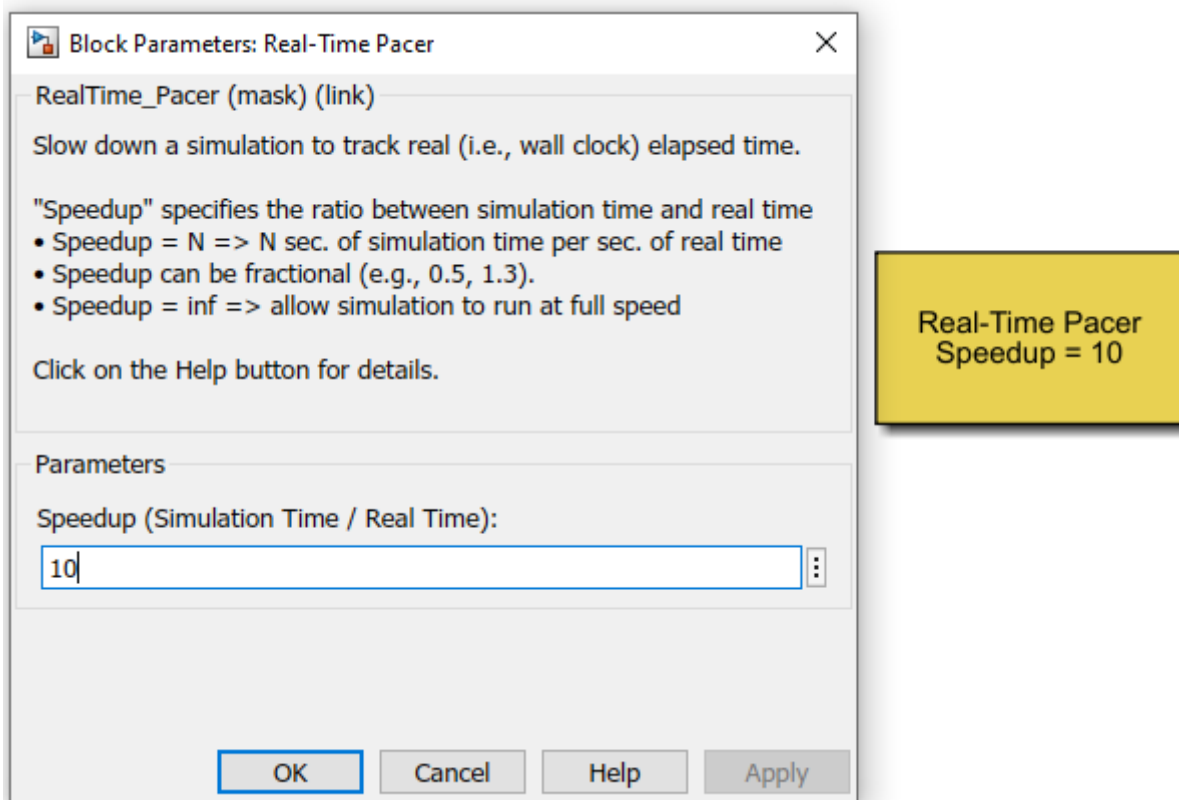 Block Parameters: Real-Time Pacer
RealTime_Pacer (mask) (link)
Slow down a simulation to track real (i.e., wall clock) elapsed time.
"Speedup" specifies the ratio between simulation time and real time
• Speedup = N => N sec. of simulation time per sec. of real time
• Speedup can be fractional (e.g., 0.5, 1.3).
• Speedup = inf => allow simulation to run at full speed
Click on the Help button for details.
Parameters
Speedup (Simulation Time / Real Time):
10
OK Cancel Help Apply
Real-Time Pacer
Speedup = 10